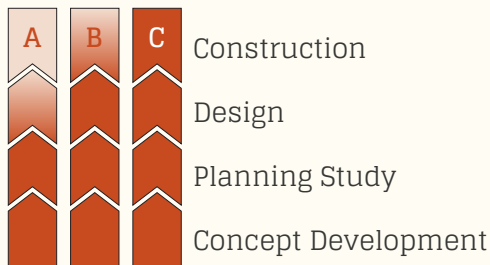 A B C
Construction
Design
Planning Study
Concept Development